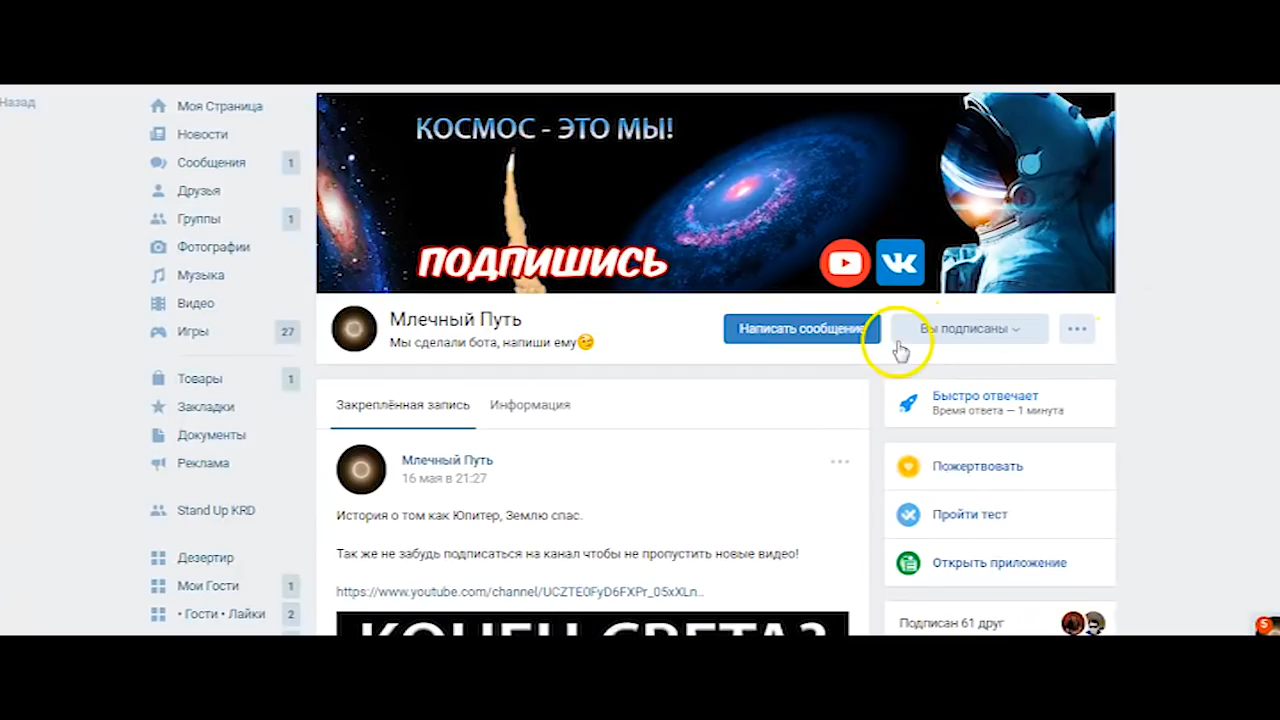 Назад
Моя Страница
Новости
Сообщения 1
Друзья
Группы 1
Фотографии
Музыка
Видео
Игры 27
Товары 1
Закладки
Документы
Реклама
Stand Up KRD
Дезертир
Мои Гости 1
• Гости • Лайки 2
КОСМОС - ЭТО МЫ!
ПОДПИШИСЬ
Млечный Путь
Мы сделали бота, напиши ему
Написать сообщение
Вы подписаны
Закреплённая запись Информация
Млечный Путь
16 мая в 21:27
История о том как Юпитер, Землю спас.
Так же не забудь подписаться на канал чтобы не пропустить новые видео!
https://www.youtube.com/channel/UCZTE0FyD6FXPr_05xXLn...
КОНЕЦ СВЕТА?
Быстро отвечает
Время ответа — 1 минута
Пожертвовать
Пройти тест
Открыть приложение
Подписан 61 друг
5